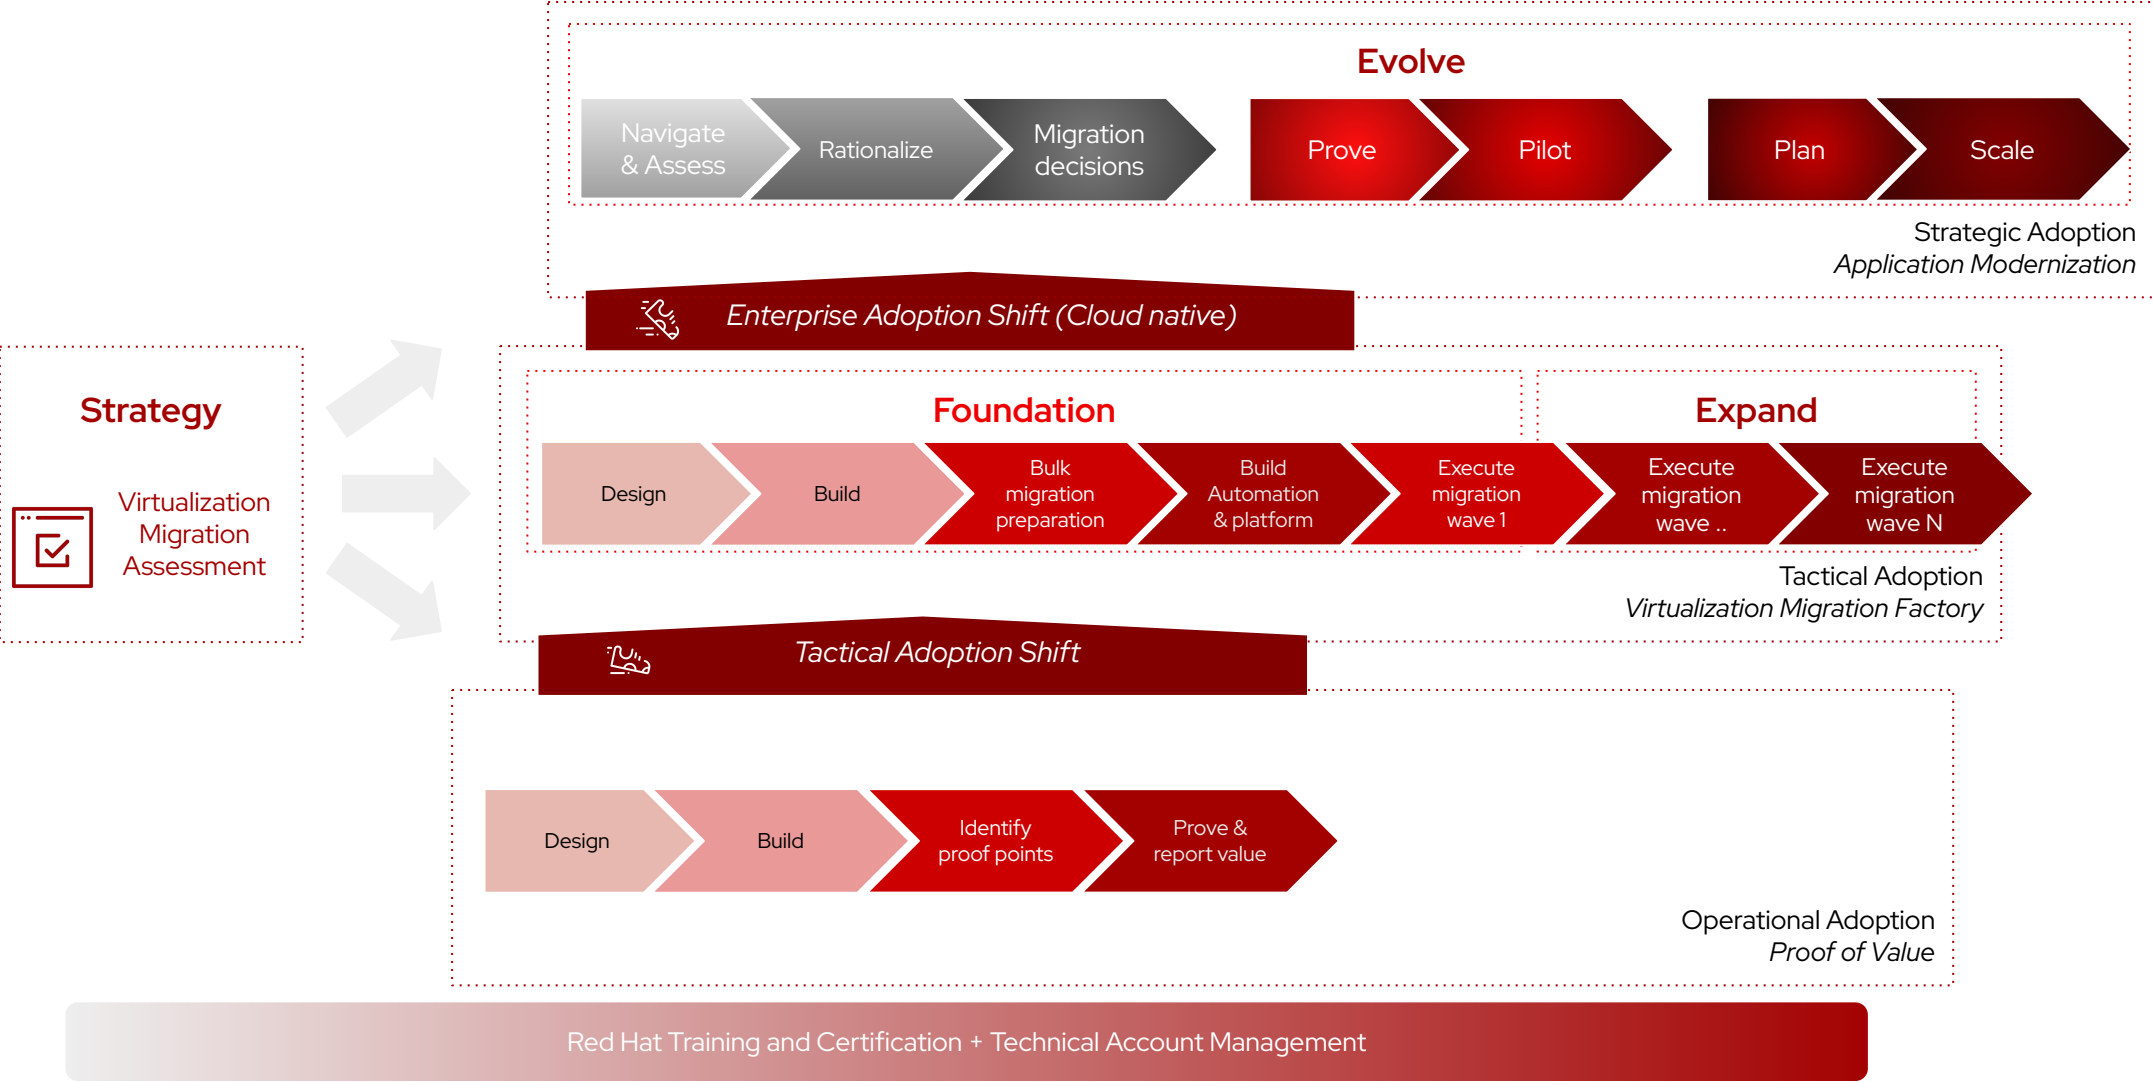 Evolve
Navigate
& Assess
Rationalize
Migration
decisions
Prove
Pilot
Plan
Scale
Strategic Adoption
Application Modernization
Enterprise Adoption Shift (Cloud native)
Strategy
Virtualization
Migration
Assessment
Foundation
Expand
Design
Build
Bulk
migration
preparation
Build
Automation
& platform
Execute
migration
wave 1
Execute
migration
wave ..
Execute
migration
wave N
Tactical Adoption
Virtualization Migration Factory
Tactical Adoption Shift
Design
Build
Identify
proof points
Prove &
report value
Operational Adoption
Proof of Value
Red Hat Training and Certification + Technical Account Management